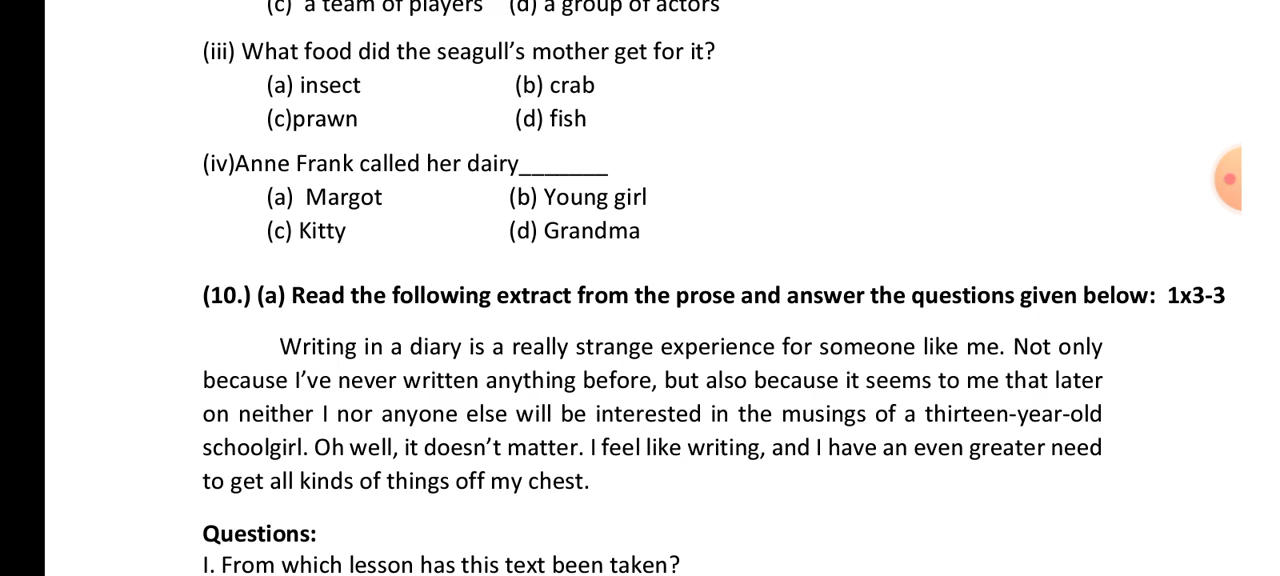 (c) a team of players (d) a group of actors
(iii) What food did the seagull’s mother get for it?
(a) insect (b) crab
(c)prawn (d) fish
(iv)Anne Frank called her dairy_______
(a) Margot (b) Young girl
(c) Kitty (d) Grandma
(10.) (a) Read the following extract from the prose and answer the questions given below: 1x3-3
Writing in a diary is a really strange experience for someone like me. Not only
because I’ve never written anything before, but also because it seems to me that later
on neither I nor anyone else will be interested in the musings of a thirteen-year-old
schoolgirl. Oh well, it doesn’t matter. I feel like writing, and I have an even greater need
to get all kinds of things off my chest.
Questions:
I. From which lesson has this text been taken?